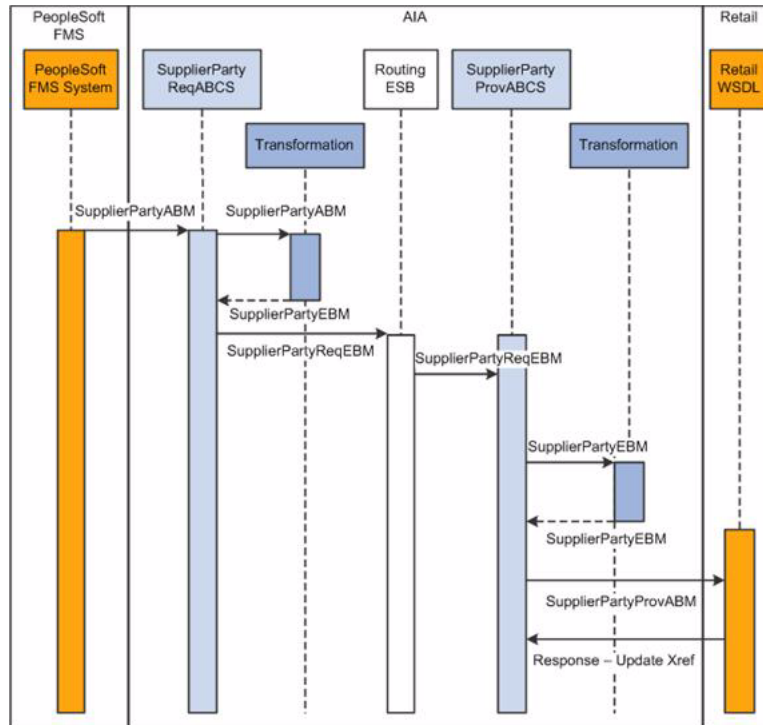 PeopleSoft
FMS
AIA
Retail
PeopleSoft
FMS System
SupplierParty
ReqABCS
Routing
ESB
SupplierParty
ProvABCS
Retail
WSDL
Transformation
Transformation
SupplierPartyABM
SupplierPartyABM
SupplierPartyEBM
SupplierPartyReqEBM
SupplierPartyReqEBM
SupplierPartyEBM
SupplierPartyEBM
SupplierPartyProvABM
Response – Update Xref